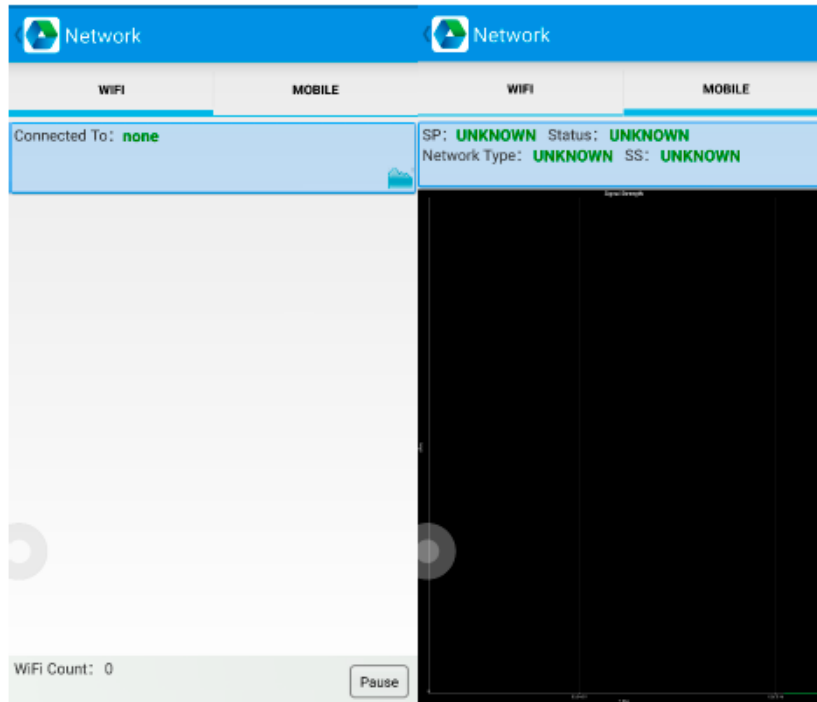 Network
WIFI MOBILE
Connected To: none
WiFi Count: 0
Pause
Network
WIFI MOBILE
SP: UNKNOWN Status: UNKNOWN
Network Type: UNKNOWN SS: UNKNOWN
Signal Strength